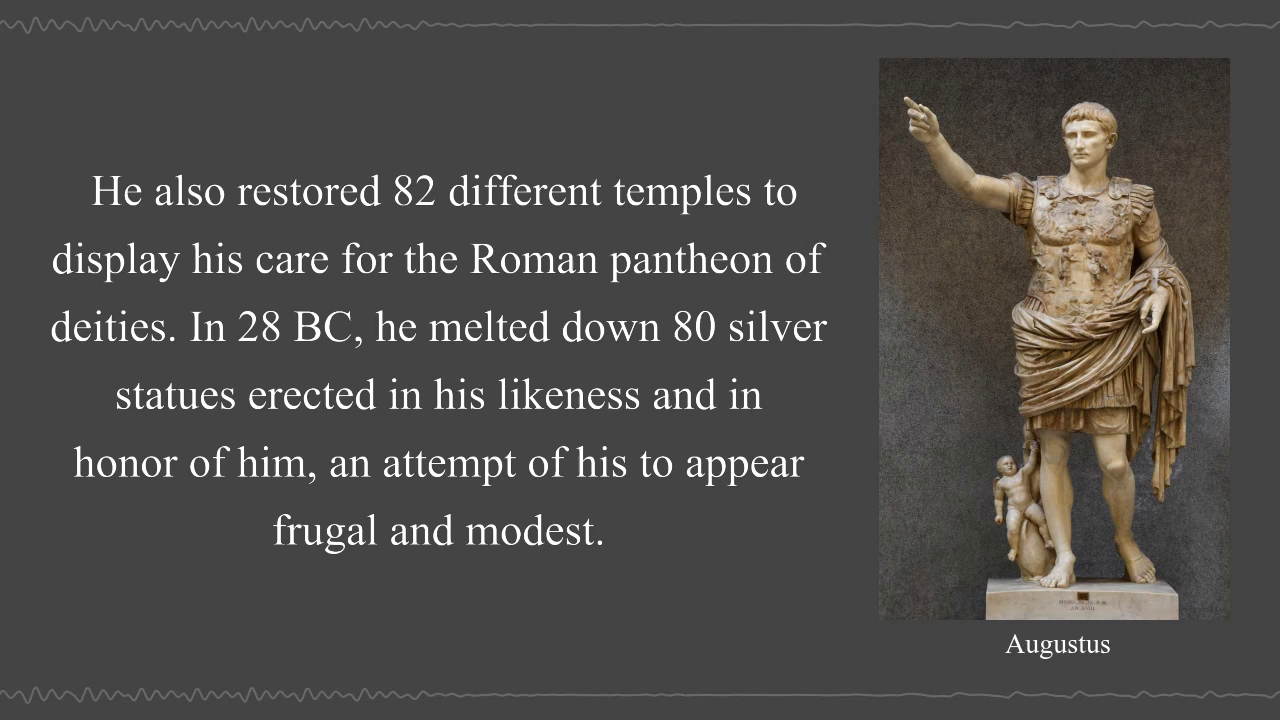 He also restored 82 different temples to
display his care for the Roman pantheon of
deities. In 28 BC, he melted down 80 silver
statues erected in his likeness and in
honor of him, an attempt of his to appear
frugal and modest.
Augustus